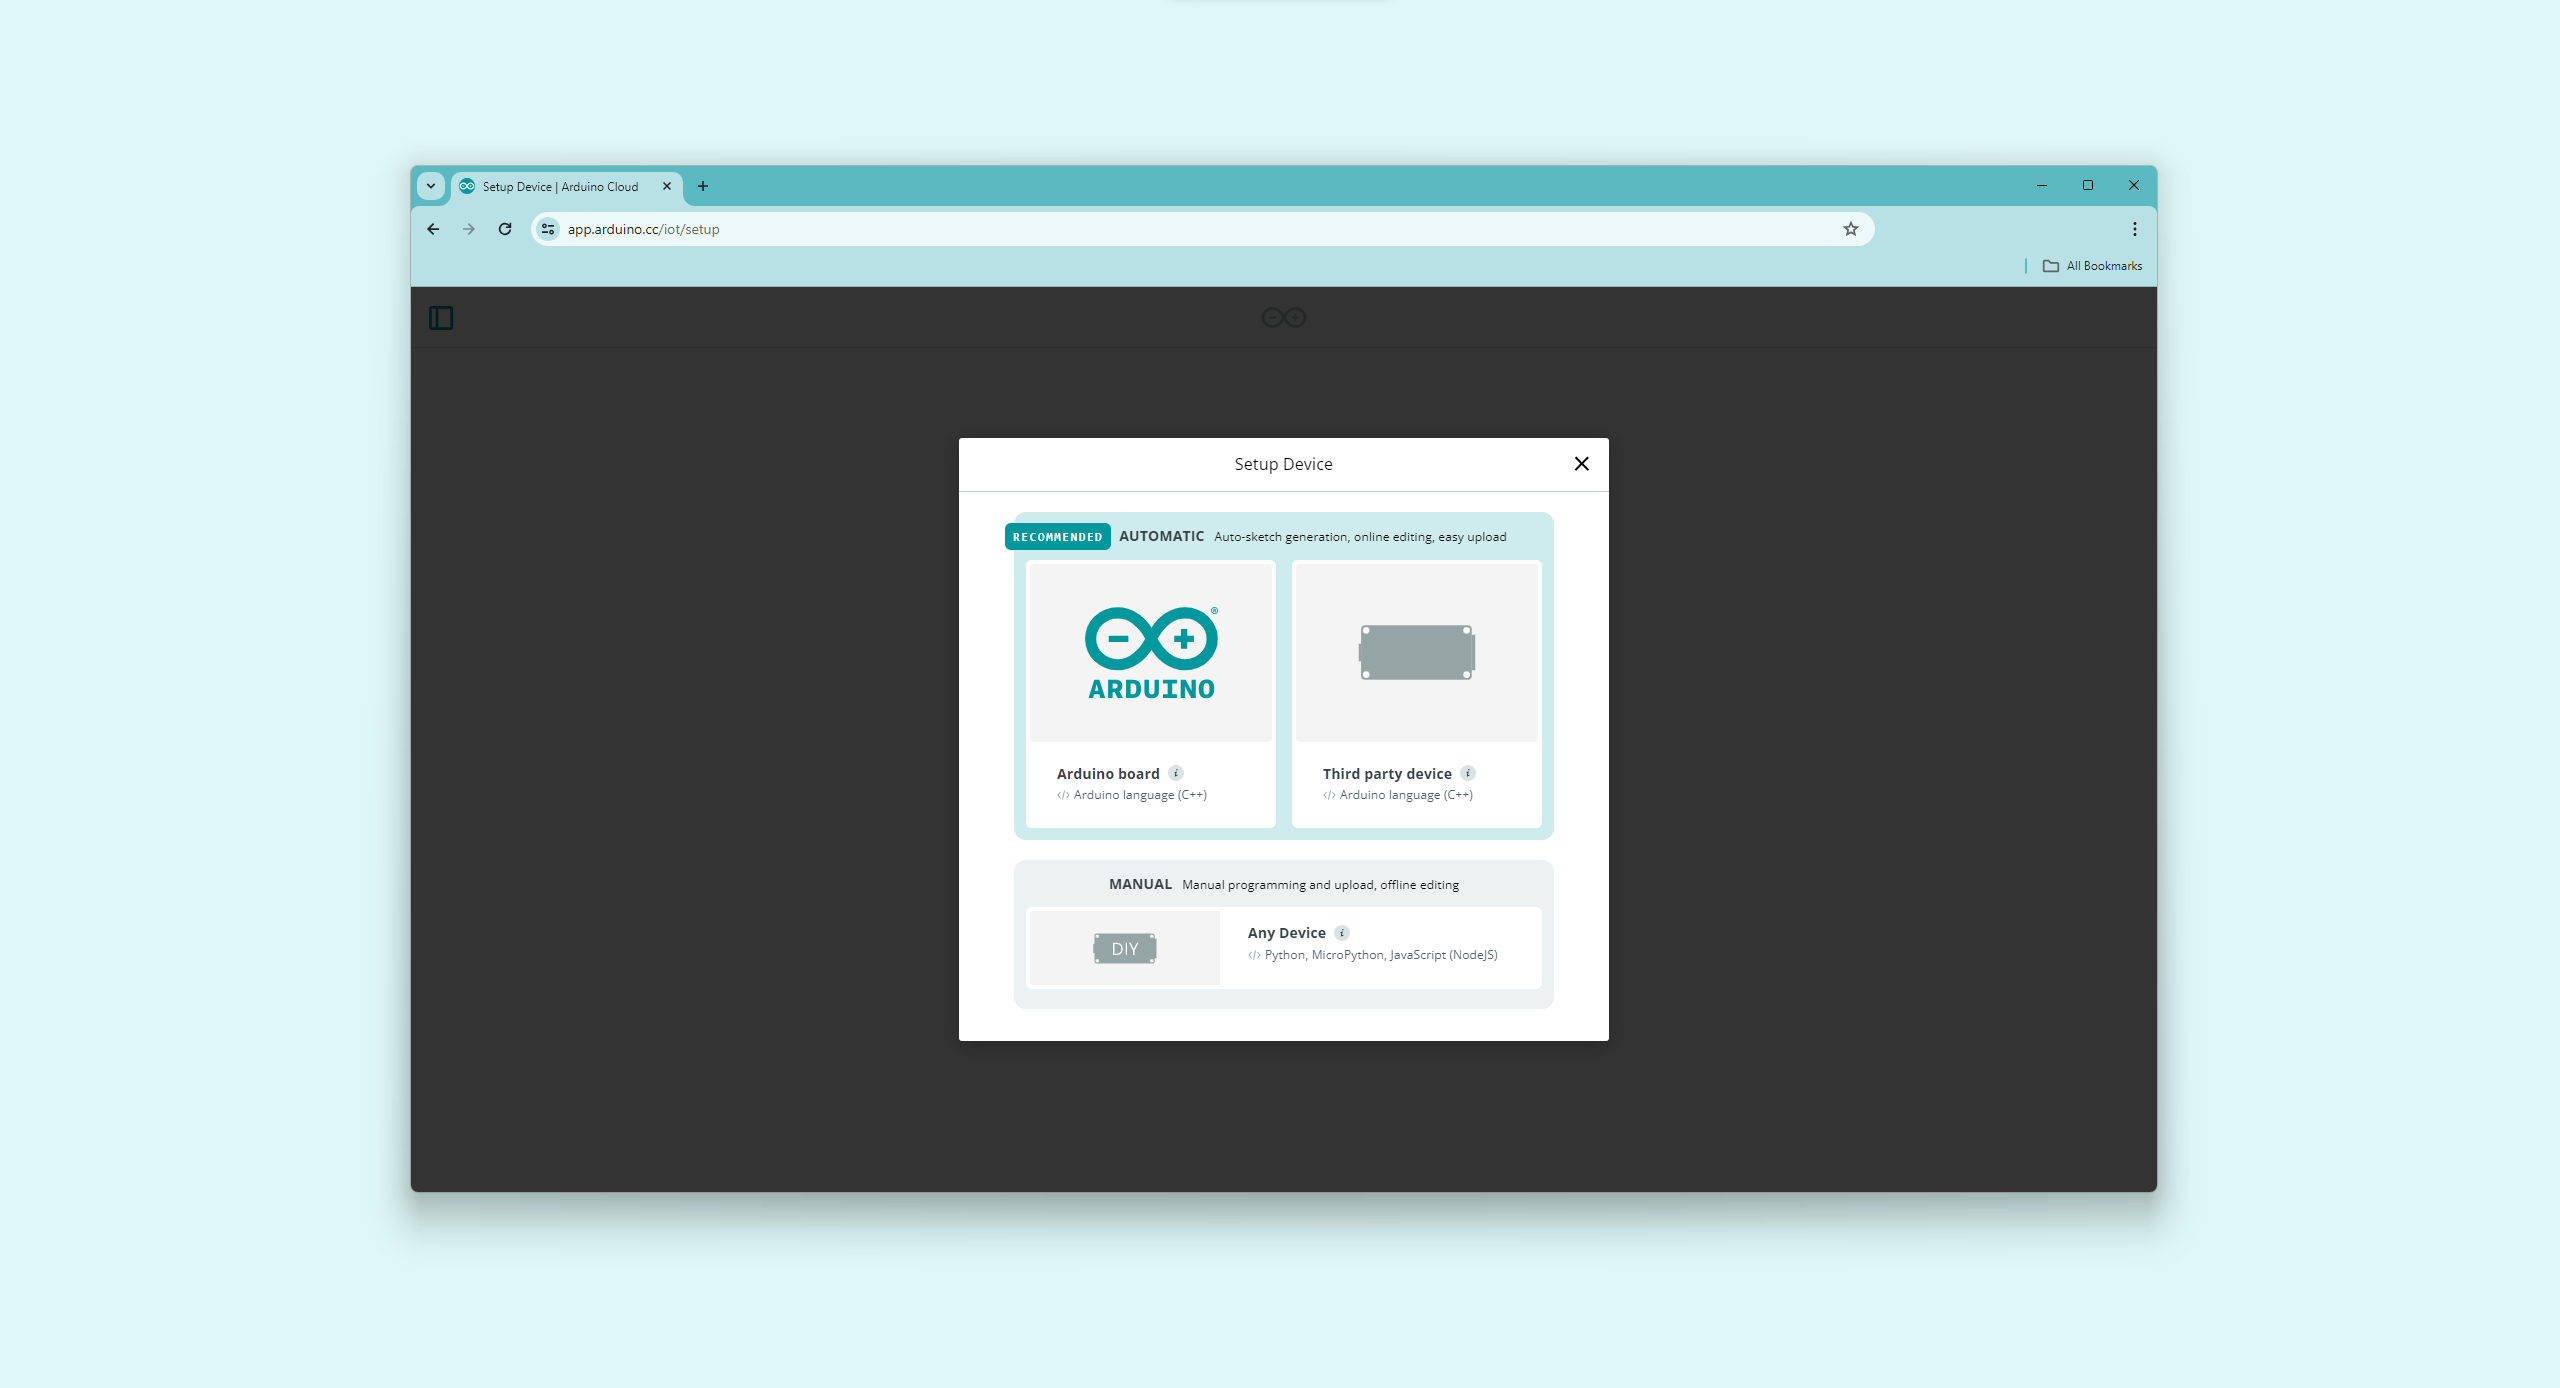 Setup Device | Arduino Cloud
app.arduino.cc/iot/setup
All Bookmarks
Setup Device
RECOMMENDED AUTOMATIC Auto-sketch generation, online editing, easy upload
ARDUINO
®
Arduino board i
</> Arduino language (C++)
Third party device i
</> Arduino language (C++)
MANUAL Manual programming and upload, offline editing
DIY
Any Device i
</> Python, MicroPython, JavaScript (NodeJS)